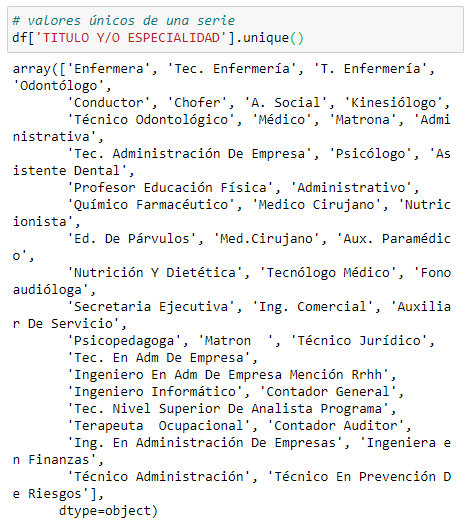 # valores únicos de una serie
df['TITULO Y/O ESPECIALIDAD'].unique()
array(['Enfermera', 'Tec. Enfermería', 'T. Enfermería',
'Odontólogo',
'Conductor', 'Chofer', 'A. Social', 'Kinesiólogo',
'Técnico Odontológico', 'Médico', 'Matrona', 'Admi
nistrativa',
'Tec. Administración De Empresa', 'Psicólogo', 'As
istente Dental',
'Profesor Educación Física', 'Administrativo',
'Químico Farmacéutico', 'Medico Cirujano', 'Nutric
ionista',
'Ed. De Párvulos', 'Med.Cirujano', 'Aux. Paramédic
o',
'Nutrición Y Dietética', 'Tecnólogo Médico', 'Fono
audióloga',
'Secretaria Ejecutiva', 'Ing. Comercial', 'Auxilia
r De Servicio',
'Psicopedagoga', 'Matron  ', 'Técnico Jurídico',
'Tec. En Adm De Empresa',
'Ingeniero En Adm De Empresa Mención Rrhh',
'Ingeniero Informático', 'Contador General',
'Tec. Nivel Superior De Analista Programa',
'Terapeuta  Ocupacional', 'Contador Auditor',
'Ing. En Administración De Empresas', 'Ingeniera e
n Finanzas',
'Técnico Administración', 'Técnico En Prevención D
e Riesgos'],
dtype=object)